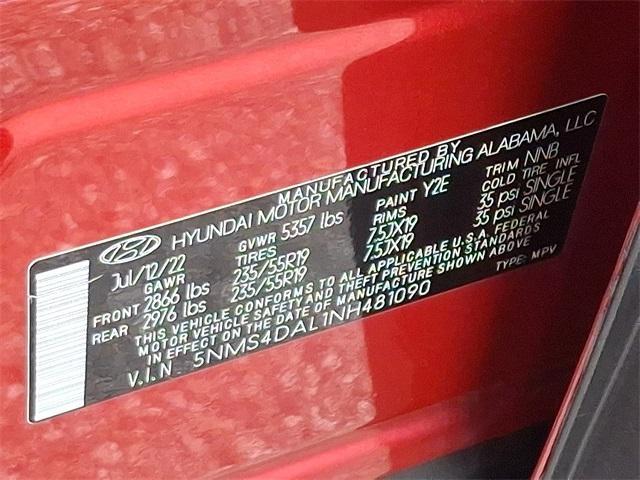 MANUFACTURED BY
HYUNDAI MOTOR MANUFACTURING ALABAMA, LLC
Jul/12/22 GVWR 5357 lbs PAINT Y2E TRIM NNB
GAWR TIRES RIMS COLD TIRE INFL
FRONT 2866 lbs 235/55R19 7.5JX19 35 psi SINGLE
REAR 2976 lbs 235/55R19 7.5JX19 35 psi SINGLE
THIS VEHICLE CONFORMS TO ALL APPLICABLE U.S.A. FEDERAL
MOTOR VEHICLE SAFETY AND THEFT PREVENTION STANDARDS
IN EFFECT ON THE DATE OF MANUFACTURE SHOWN ABOVE
V.I.N 5NMS4DAL1NH481090 TYPE: MPV